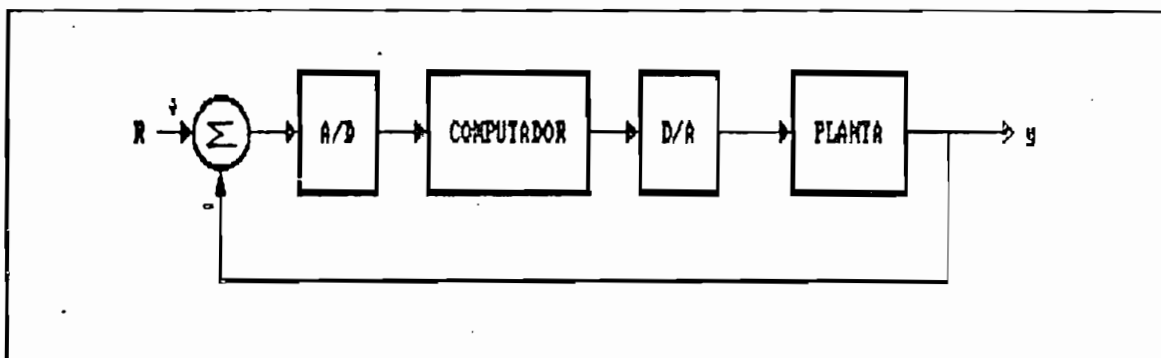 R Σ A/D COMPUTADOR D/A PLANTA y